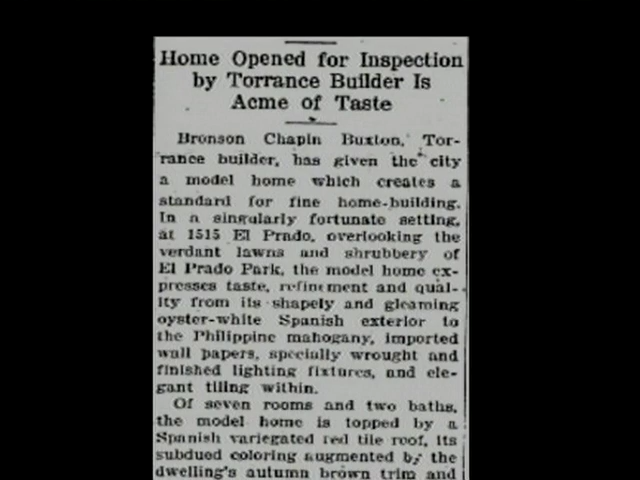 Home Opened for Inspection
by Torrance Builder Is
Acme of Taste
Bronson Chapin Buxton, Tor-
rance builder, has given the city
a model home which creates a
standard for fine home-building.
In a singularly fortunate setting,
at 1515 El Prado, overlooking the
verdant lawns and shrubbery of
El Prado Park, the model home ex-
presses taste, refinement and qual-
ity from its shapely and gleaming
oyster-white Spanish exterior to
the Philippine mahogany, imported
wall papers, specially wrought and
finished lighting fixtures, and ele-
gant tiling within.
Of seven rooms and two baths,
the model home is topped by a
Spanish variegated red tile roof, its
subdued coloring augmented by the
dwelling's autumn brown trim and